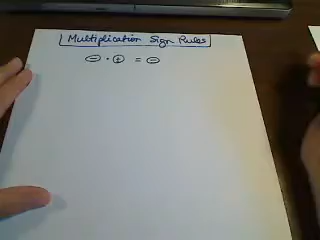 Multiplication Sign Rules
⊖ · ⊕ = ⊖